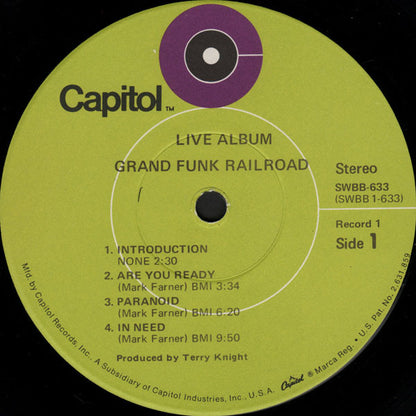 Capitol™
LIVE ALBUM
GRAND FUNK RAILROAD
Stereo
SWBB-633
(SWBB 1-633)
Record 1
Side 1
1. INTRODUCTION
NONE 2:30
2. ARE YOU READY
(Mark Farner) BMI 3:34
3. PARANOID
(Mark Farner) BMI 6:20
4. IN NEED
(Mark Farner) BMI 9:50
Produced by Terry Knight
Mfd. by Capitol Records, Inc., A Subsidiary of Capitol Industries, Inc., U.S.A. Capitol ® Marca Reg. • U.S. Pat. No. 2,631,859